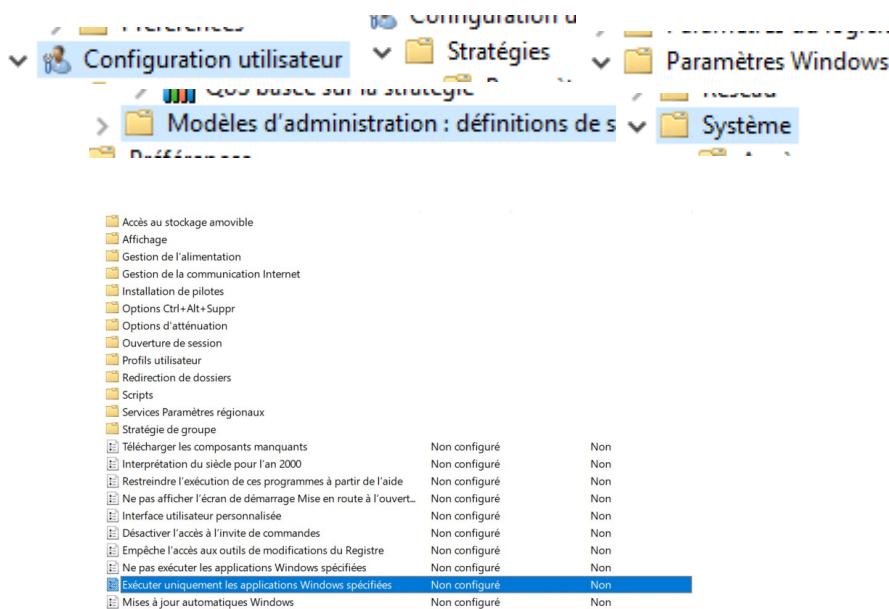 Configuration utilisateur
Stratégies
Paramètres Windows
Modèles d'administration : définitions de s
Système
Accès au stockage amovible
Affichage
Gestion de l'alimentation
Gestion de la communication Internet
Installation de pilotes
Options Ctrl+Alt+Suppr
Options d'atténuation
Ouverture de session
Profils utilisateur
Redirection de dossiers
Scripts
Services Paramètres régionaux
Stratégie de groupe
Télécharger les composants manquants Non configuré Non
Interprétation du siècle pour l'an 2000 Non configuré Non
Restreindre l'exécution de ces programmes à partir de l'aide Non configuré Non
Ne pas afficher l'écran de démarrage Mise en route à l'ouvert... Non configuré Non
Interface utilisateur personnalisée Non configuré Non
Désactiver l'accès à l'invite de commandes Non configuré Non
Empêche l'accès aux outils de modifications du Registre Non configuré Non
Ne pas exécuter les applications Windows spécifiées Non configuré Non
Exécuter uniquement les applications Windows spécifiées Non configuré Non
Mises à jour automatiques Windows Non configuré Non